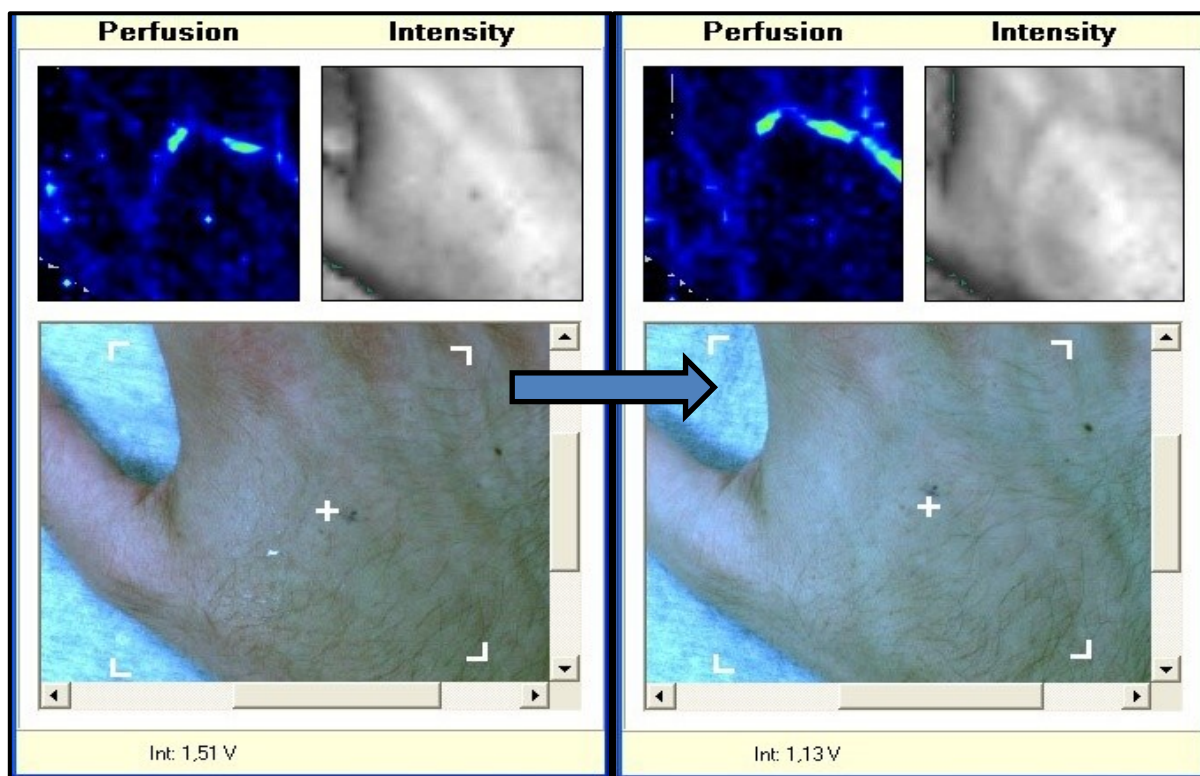 Perfusion Intensity
Int: 1,51 V
Perfusion Intensity
Int: 1,13 V